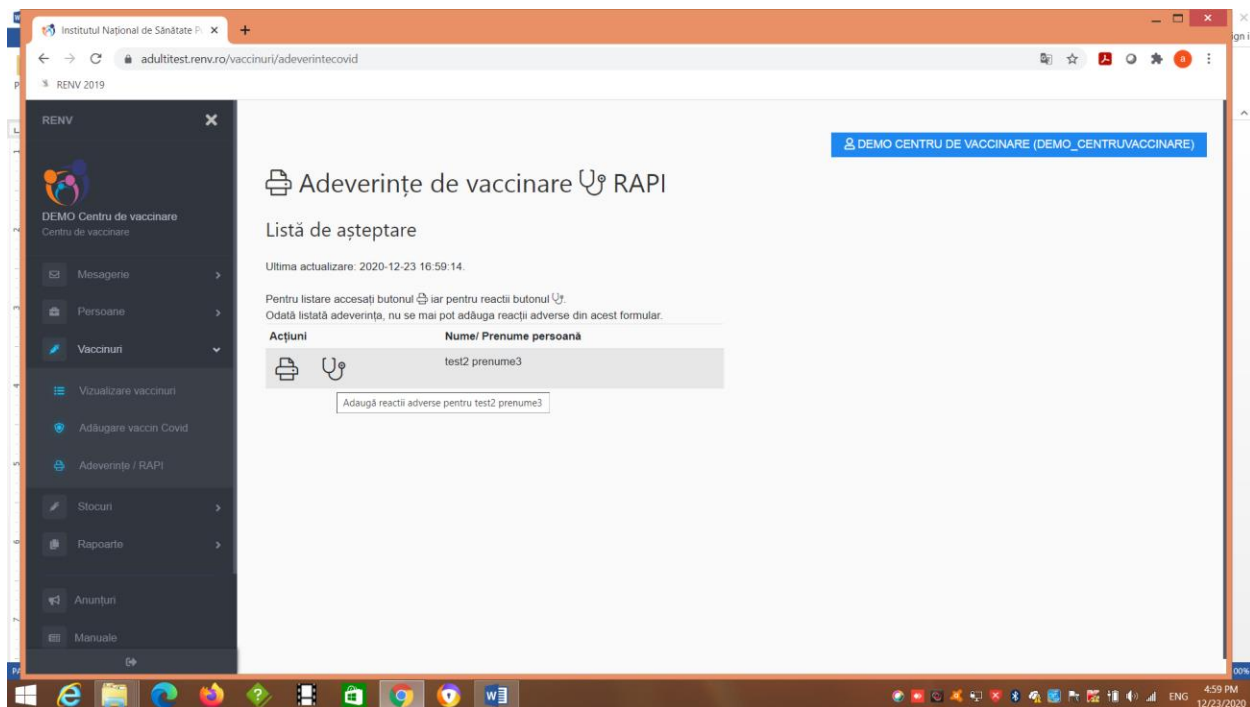 Institutul Național de Sănătate P
ign i
adultitest.renv.ro/vaccinuri/adeverintecovid
a
RENV 2019
RENV
DEMO CENTRU DE VACCINARE (DEMO_CENTRUVACCINARE)
Adeverințe de vaccinare RAPI
DEMO Centru de vaccinare
Centru de vaccinare
Listă de așteptare
Ultima actualizare: 2020-12-23 16:59:14.
Mesagerie
Pentru listare accesați butonul iar pentru reactii butonul .
Odată listată adeverința, nu se mai pot adăuga reacții adverse din acest formular.
Persoane
Acțiuni Nume/ Prenume persoană
Vaccinuri
test2 prenume3
Vizualizare vaccinuri
Adaugă reactii adverse pentru test2 prenume3
Adăugare vaccin Covid
Adeverințe / RAPI
Stocuri
Rapoarte
Anunțuri
Manuale
PA
00%
ENG
4:59 PM
12/23/2020